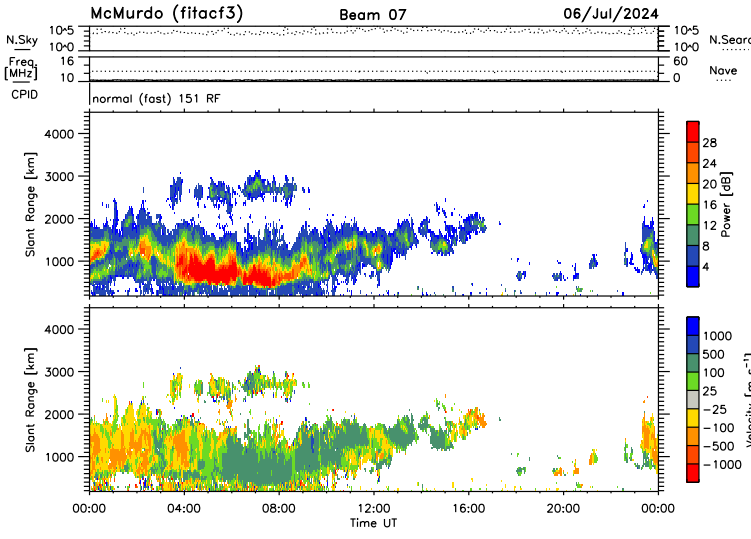 McMurdo (fitacf3) Beam 07 06/Jul/2024
N.Sky 10^5 10^0 10^5 10^0 N.Sear
Freq. [MHz] 16 10 60 0 Nave
CPID normal (fast) 151 RF
Slant Range [km]
4000
3000
2000
1000
28
24
20
16
12
8
4
Power [dB]
Slant Range [km]
4000
3000
2000
1000
1000
500
100
25
-25
-100
-500
-1000
Velocity [m s^-1]
00:00 04:00 08:00 12:00 16:00 20:00 00:00
Time UT